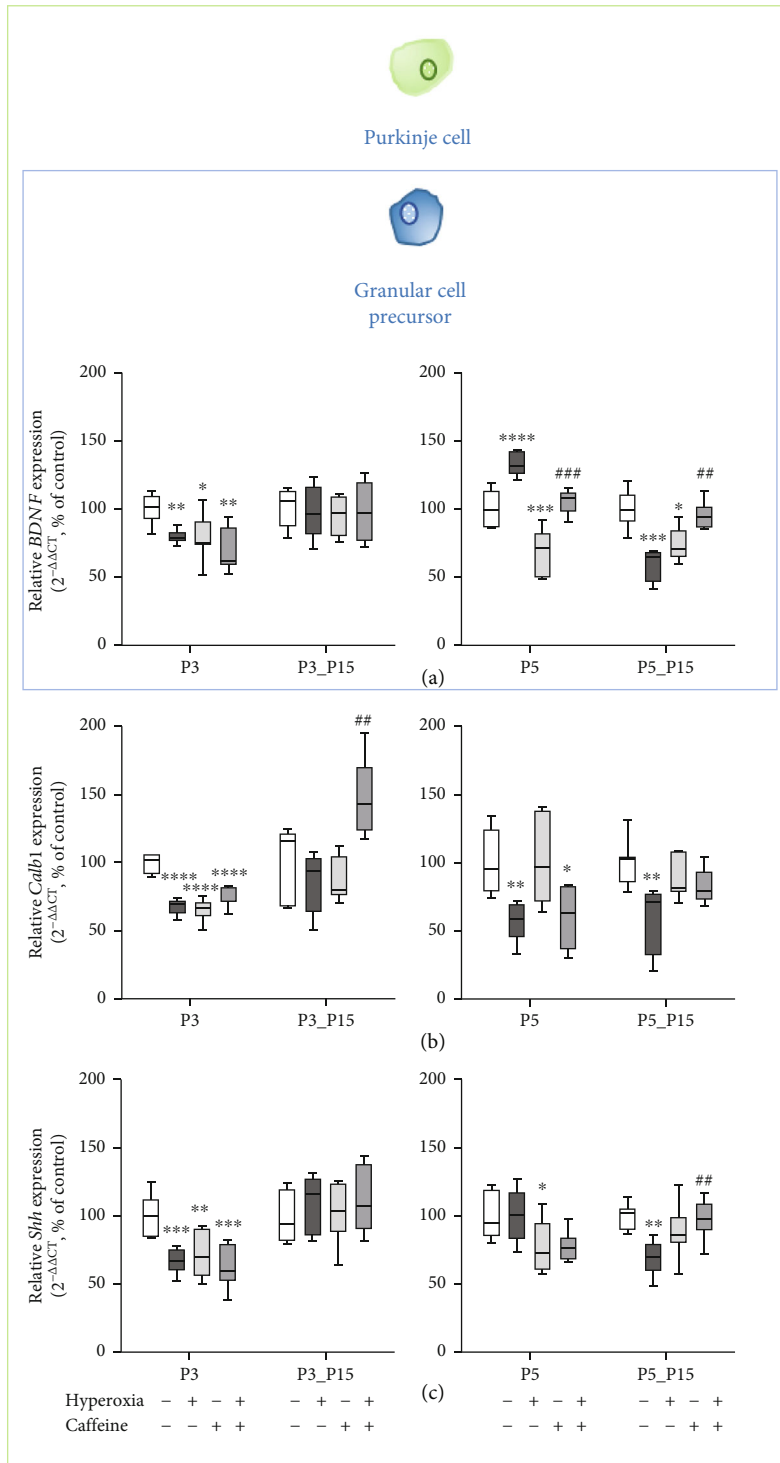 Purkinje cell
Granular cell
precursor
Relative BDNF expression
(2−ΔΔCT, % of control)
200
150
100
50
0
**
*
**
P3
P3_P15
200
150
100
50
0
****
***
###
***
*
##
P5
P5_P15
(a)
Relative Calb1 expression
(2−ΔΔCT, % of control)
200
150
100
50
0
****
****
****
##
P3
P3_P15
200
150
100
50
0
**
*
**
P5
P5_P15
(b)
Relative Shh expression
(2−ΔΔCT, % of control)
200
150
100
50
0
***
**
***
P3
P3_P15
200
150
100
50
0
*
**
##
P5
P5_P15
(c)
Hyperoxia − + − + − + − + − + − + − + − +
Caffeine − − + + − − + + − − + + − − + +